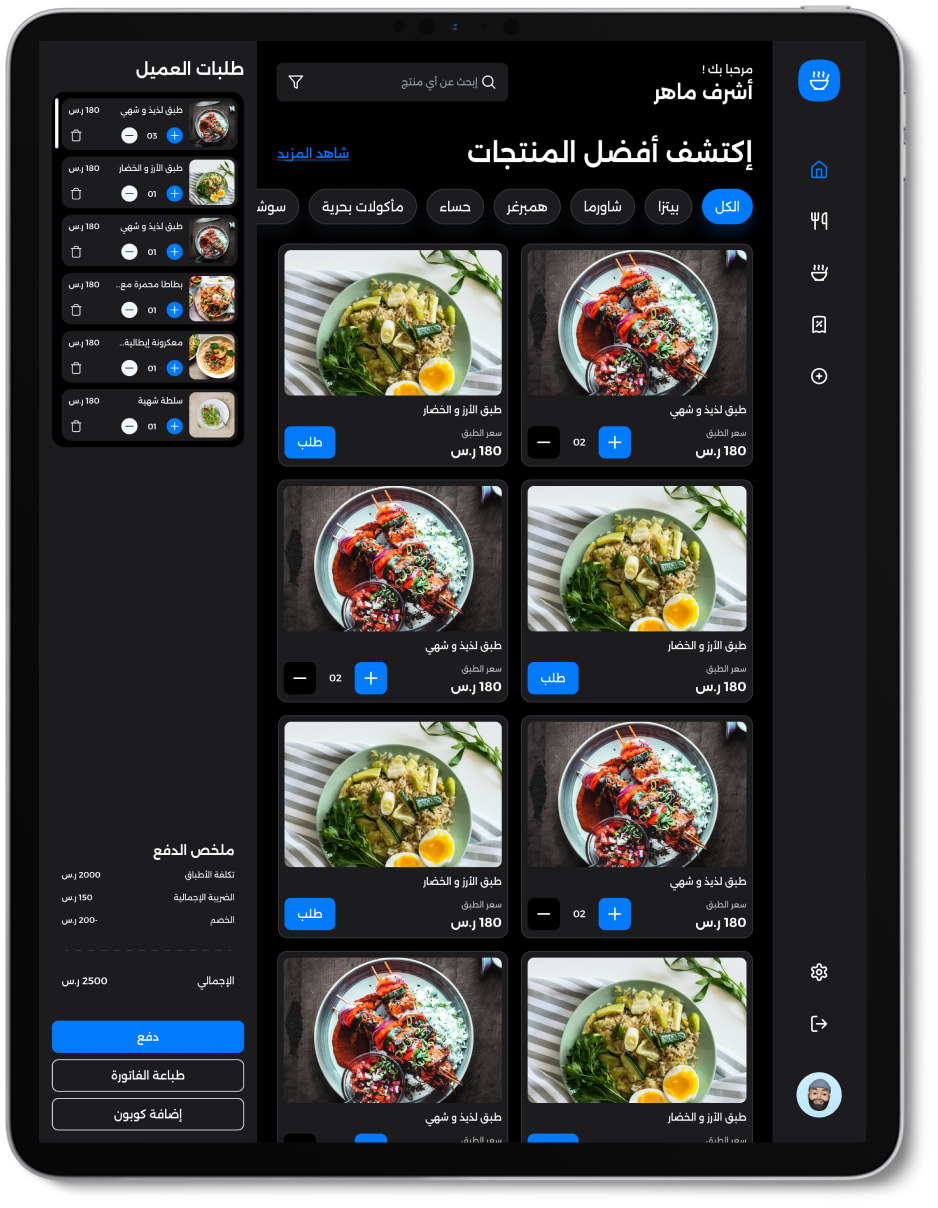 مرحبا بك !
أشرف ماهر
إبحث عن أي منتج
إكتشف أفضل المنتجات
شاهد المزيد
الكل
بيتزا
شاورما
همبرغر
حساء
مأكولات بحرية
سوش
طبق لذيذ و شهي
سعر الطبق
180 ر.س
02
طبق الأرز و الخضار
سعر الطبق
180 ر.س
طلب
طبق الأرز و الخضار
سعر الطبق
180 ر.س
طلب
طبق لذيذ و شهي
سعر الطبق
180 ر.س
02
طبق لذيذ و شهي
سعر الطبق
180 ر.س
02
طبق الأرز و الخضار
سعر الطبق
180 ر.س
طلب
طبق الأرز و الخضار
سعر الطبق
طبق لذيذ و شهي
سعر الطبق
طلبات العميل
طبق لذيذ و شهي
180 ر.س
03
طبق الأرز و الخضار
180 ر.س
01
طبق لذيذ و شهي
180 ر.س
01
بطاطا محمرة مع...
180 ر.س
01
معكرونة إيطالية...
180 ر.س
01
سلطة شهية
180 ر.س
01
ملخص الدفع
تكلفة الأطباق
2000 ر.س
الضريبة الإجمالية
150 ر.س
الخصم
-200 ر.س
الإجمالي
2500 ر.س
دفع
طباعة الفاتورة
إضافة كوبون